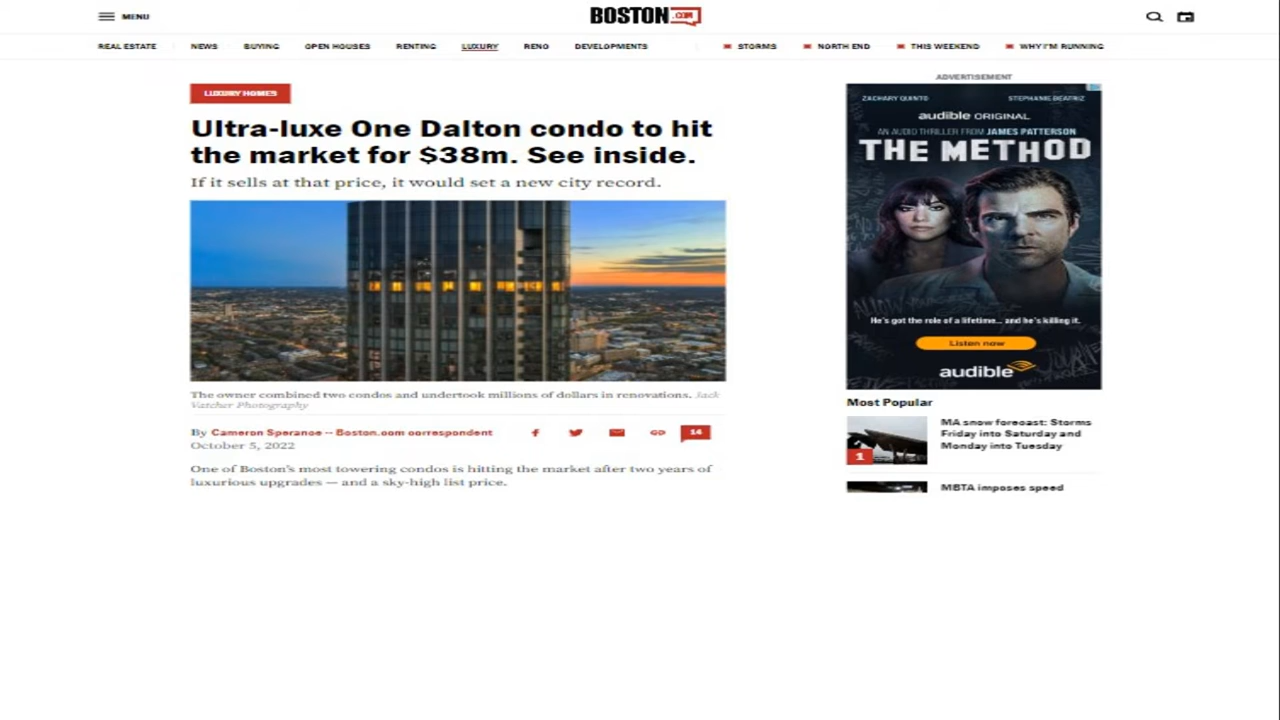 MENU
BOSTON.COM
REAL ESTATE NEWS BUYING OPEN HOUSES RENTING LUXURY RENO DEVELOPMENTS STORMS NORTH END THIS WEEKEND WHY I'M RUNNING
LUXURY HOMES
Ultra-luxe One Dalton condo to hit
the market for $38m. See inside.
If it sells at that price, it would set a new city record.
The owner combined two condos and undertook millions of dollars in renovations. Jack
Vatcher Photography
By Cameron Sperance -- Boston.com correspondent
14
October 5, 2022
One of Boston's most towering condos is hitting the market after two years of
luxurious upgrades — and a sky-high list price.
ADVERTISEMENT
ZACHARY QUINTO STEPHANIE BEATRIZ
audible ORIGINAL
AN AUDIO THRILLER FROM JAMES PATTERSON
THE METHOD
He's got the role of a lifetime... and he's killing it.
Listen now
audible
Most Popular
1
MA snow forecast: Storms
Friday into Saturday and
Monday into Tuesday
MBTA imposes speed